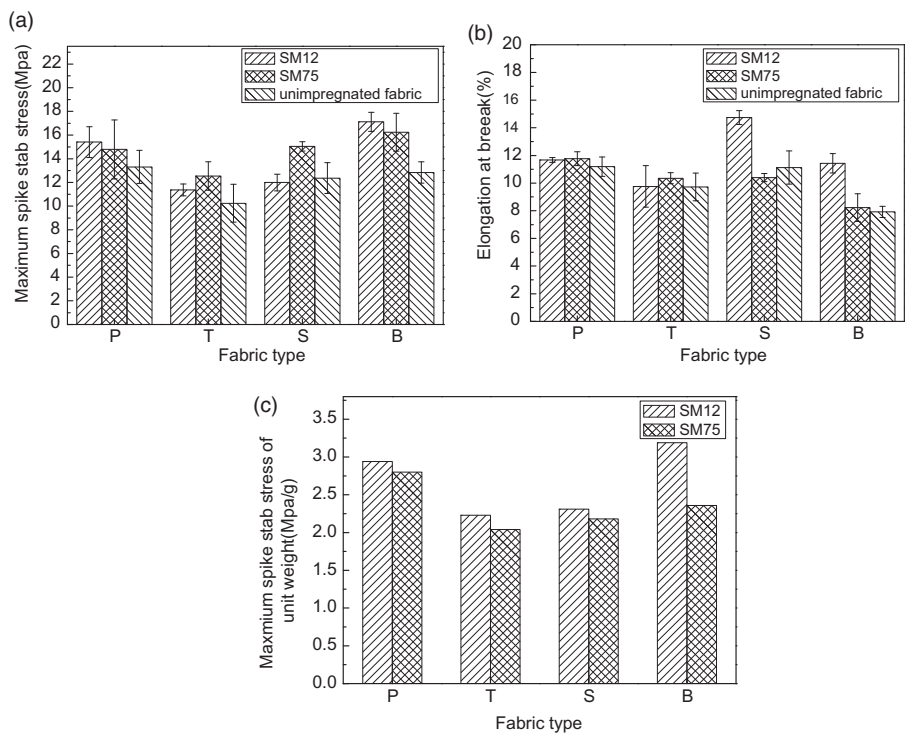 (a)
Maximum spike stab stress(Mpa)
22
20
18
16
14
12
10
8
6
4
2
0
SM12
SM75
unimpregnated fabric
P T S B
Fabric type
(b)
Elongation at breeak(%)
20
18
16
14
12
10
8
6
4
2
0
SM12
SM75
unimpregnated fabric
P T S B
Fabric type
(c)
Maxmium spike stab stress of
unit weight(Mpa/g)
3.5
3.0
2.5
2.0
1.5
1.0
0.5
0.0
SM12
SM75
P T S B
Fabric type